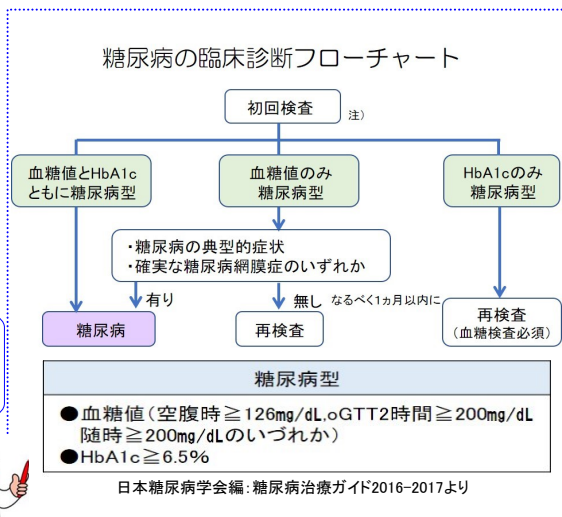 糖尿病の臨床診断フローチャート
初回検査
注)
血糖値とHbA1c
ともに糖尿病型
血糖値のみ
糖尿病型
HbA1cのみ
糖尿病型
・糖尿病の典型的症状
・確実な糖尿病網膜症のいずれか
有り
無し なるべく1ヵ月以内に
糖尿病
再検査
再検査
(血糖検査必須)
糖尿病型
●血糖値(空腹時≧126mg/dL,oGTT2時間≧200mg/dL
随時≧200mg/dLのいづれか)
●HbA1c≧6.5%
日本糖尿病学会編:糖尿病治療ガイド2016-2017より